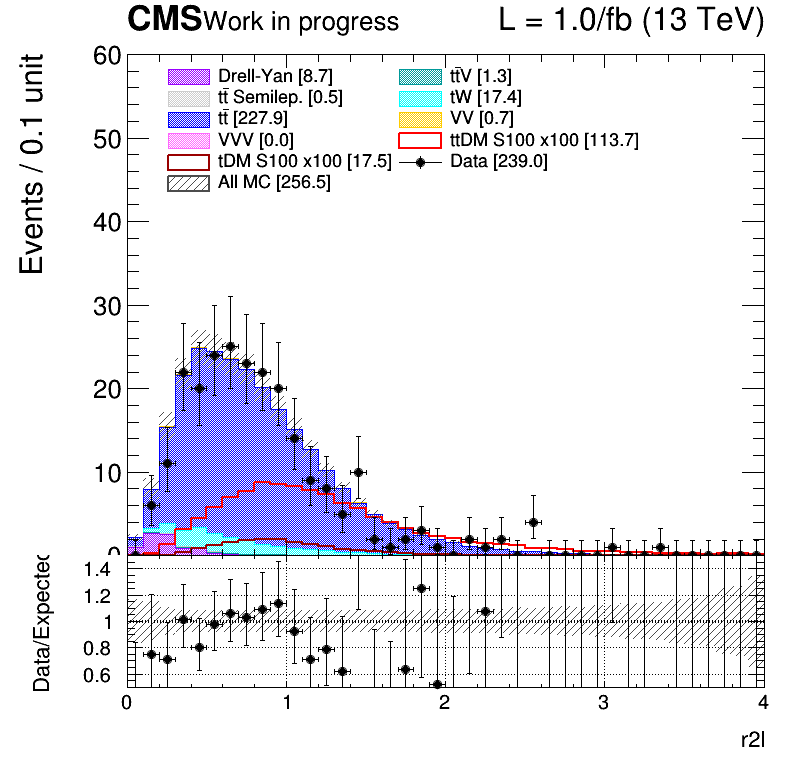 CMS Work in progress L = 1.0/fb (13 TeV)
Events / 0.1 unit
60
50
40
30
20
10
0
Drell-Yan [8.7] tt̄V [1.3]
tt̄ Semilep. [0.5] tW [17.4]
tt̄ [227.9] VV [0.7]
VVV [0.0] ttDM S100 x100 [113.7]
tDM S100 x100 [17.5] Data [239.0]
All MC [256.5]
Data/Expected
1.4
1.2
1
0.8
0.6
0 1 2 3 4
r2l